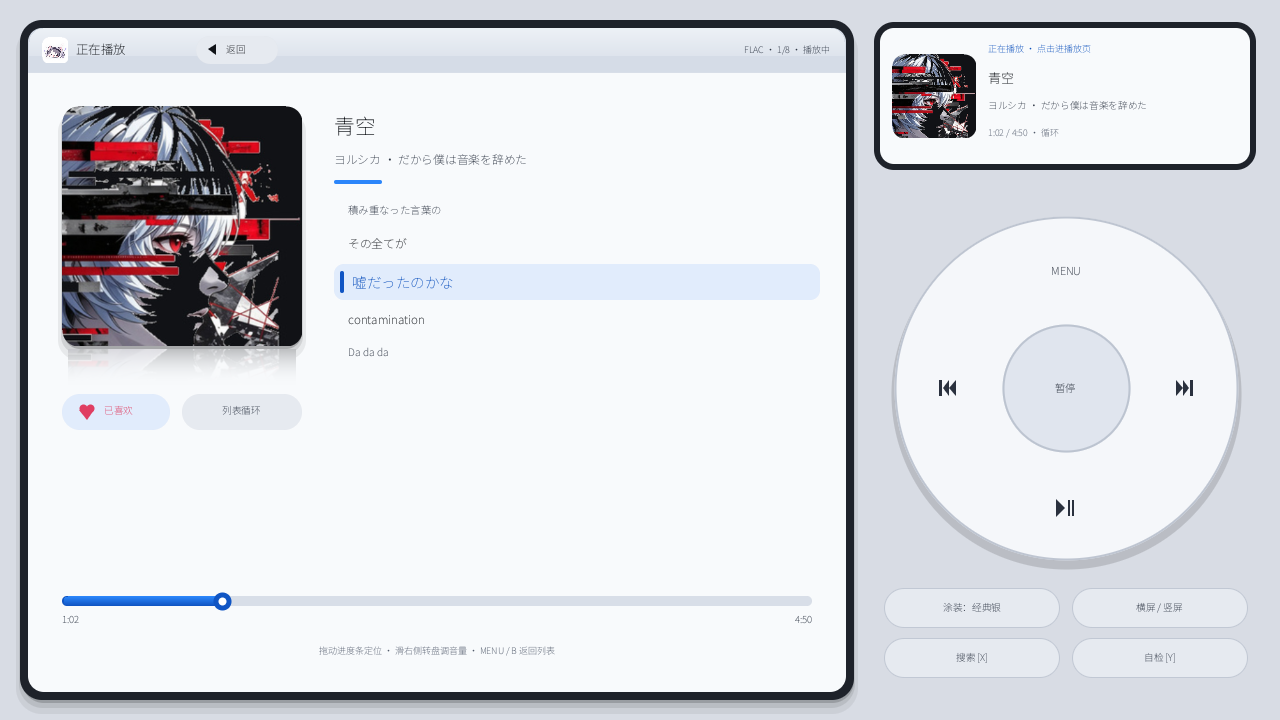 正在播放
返回
FLAC • 1/8 • 播放中
青空
ヨルシカ • だから僕は音楽を辞めた
積み重なった言葉の
その全てが
嘘だったのかな
contamination
Da da da
已喜欢
列表循环
1:02
4:50
拖动进度条定位 • 滑右侧转盘调音量 • MENU / B 返回列表
正在播放 • 点击进播放页
青空
ヨルシカ • だから僕は音楽を辞めた
1:02 / 4:50 • 循环
MENU
暂停
涂装: 经典银
横屏 / 竖屏
搜索 [X]
自检 [Y]